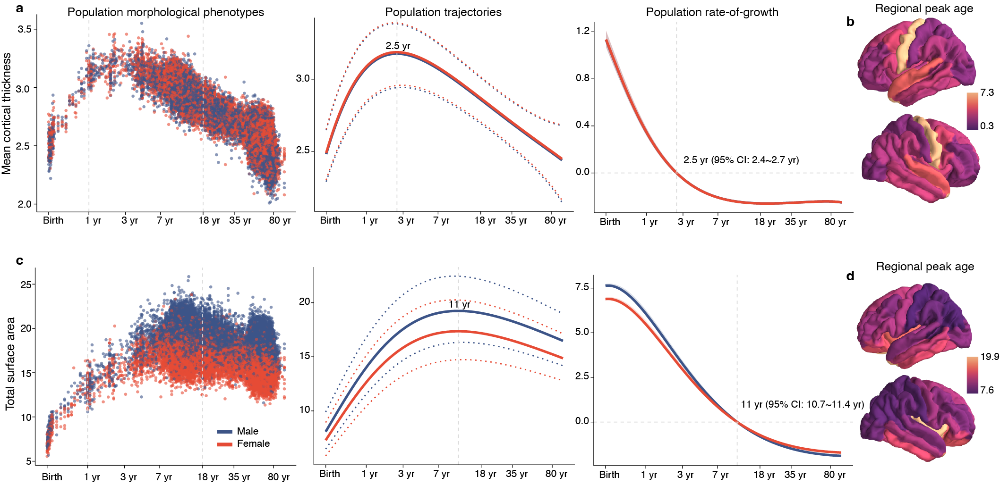 a
Population morphological phenotypes
Population trajectories
Population rate-of-growth
b
Regional peak age
Mean cortical thickness
3.5
3.0
2.5
2.0
Birth
1 yr
3 yr
7 yr
18 yr
35 yr
80 yr
2.5 yr
3.0
2.5
Birth
1 yr
3 yr
7 yr
18 yr
35 yr
80 yr
1.2
0.8
0.4
0.0
2.5 yr (95% CI: 2.4~2.7 yr)
Birth
1 yr
3 yr
7 yr
18 yr
35 yr
80 yr
7.3
0.3
c
Total surface area
25
20
15
10
5
Male
Female
Birth
1 yr
3 yr
7 yr
18 yr
35 yr
80 yr
11 yr
20
15
10
Birth
1 yr
3 yr
7 yr
18 yr
35 yr
80 yr
7.5
5.0
2.5
0.0
11 yr (95% CI: 10.7~11.4 yr)
Birth
1 yr
3 yr
7 yr
18 yr
35 yr
80 yr
d
Regional peak age
19.9
7.6